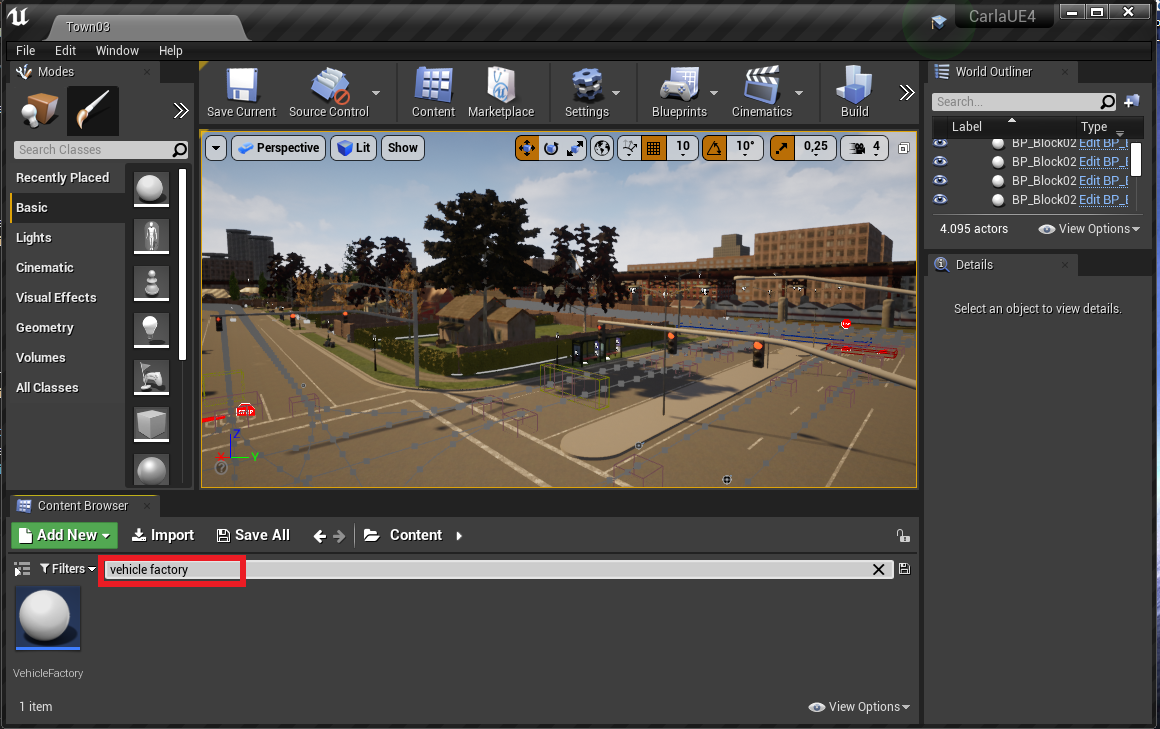 Town03
CarlaUE4
File Edit Window Help
Modes
Search Classes
Recently Placed
Basic
Lights
Cinematic
Visual Effects
Geometry
Volumes
All Classes
Save Current Source Control Content Marketplace Settings Blueprints Cinematics Build
Perspective Lit Show 10 10° 0,25 4
STOP
Z
X Y
World Outliner
Search...
Label Type
BP_Block02 Edit BP_
BP_Block02 Edit BP_
BP_Block02 Edit BP_
BP_Block02 Edit BP_
4.095 actors View Options
Details
Select an object to view details.
Content Browser
Add New Import Save All Content
Filters vehicle factory
VehicleFactory
1 item View Options